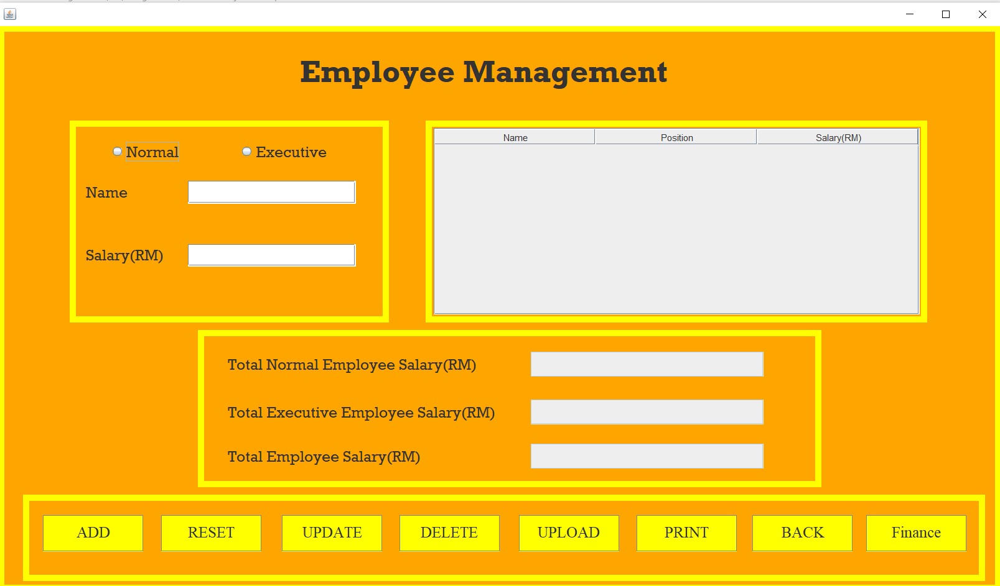 Employee Management
Normal Executive
Name
Salary(RM)
Name Position Salary(RM)
Total Normal Employee Salary(RM)
Total Executive Employee Salary(RM)
Total Employee Salary(RM)
ADD RESET UPDATE DELETE UPLOAD PRINT BACK Finance